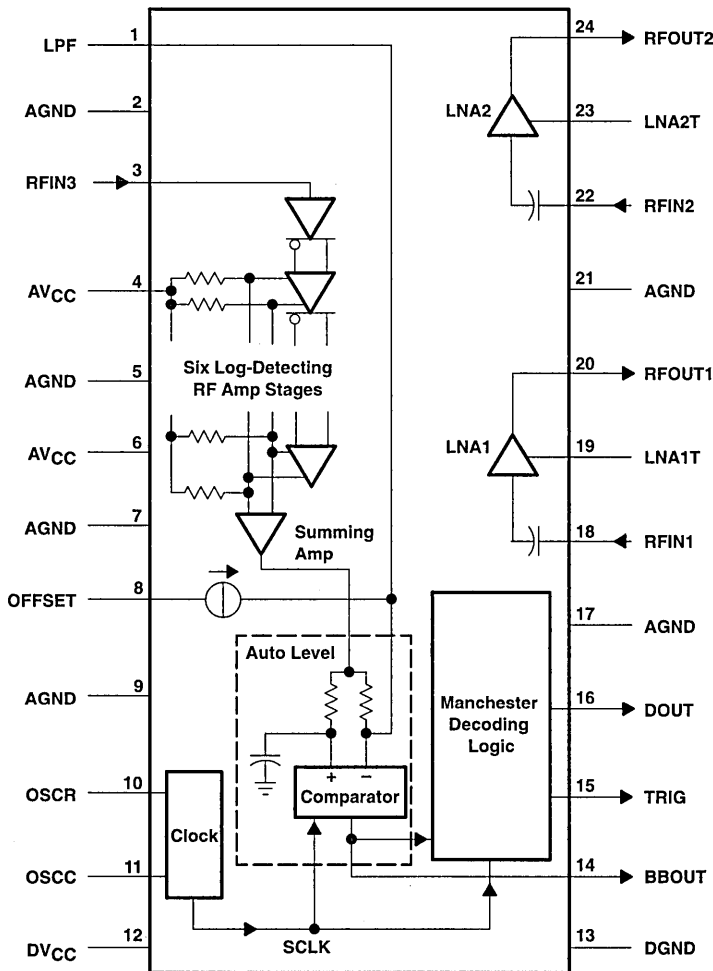 LPF 1
AGND 2
RFIN3 3
AVCC 4
AGND 5
AVCC 6
AGND 7
OFFSET 8
AGND 9
OSCR 10
OSCC 11
DVCC 12
Six Log-Detecting
RF Amp Stages
Summing
Amp
Auto Level
+ −
Comparator
Clock
SCLK
Manchester
Decoding
Logic
LNA2
LNA1
24 RFOUT2
23 LNA2T
22 RFIN2
21 AGND
20 RFOUT1
19 LNA1T
18 RFIN1
17 AGND
16 DOUT
15 TRIG
14 BBOUT
13 DGND